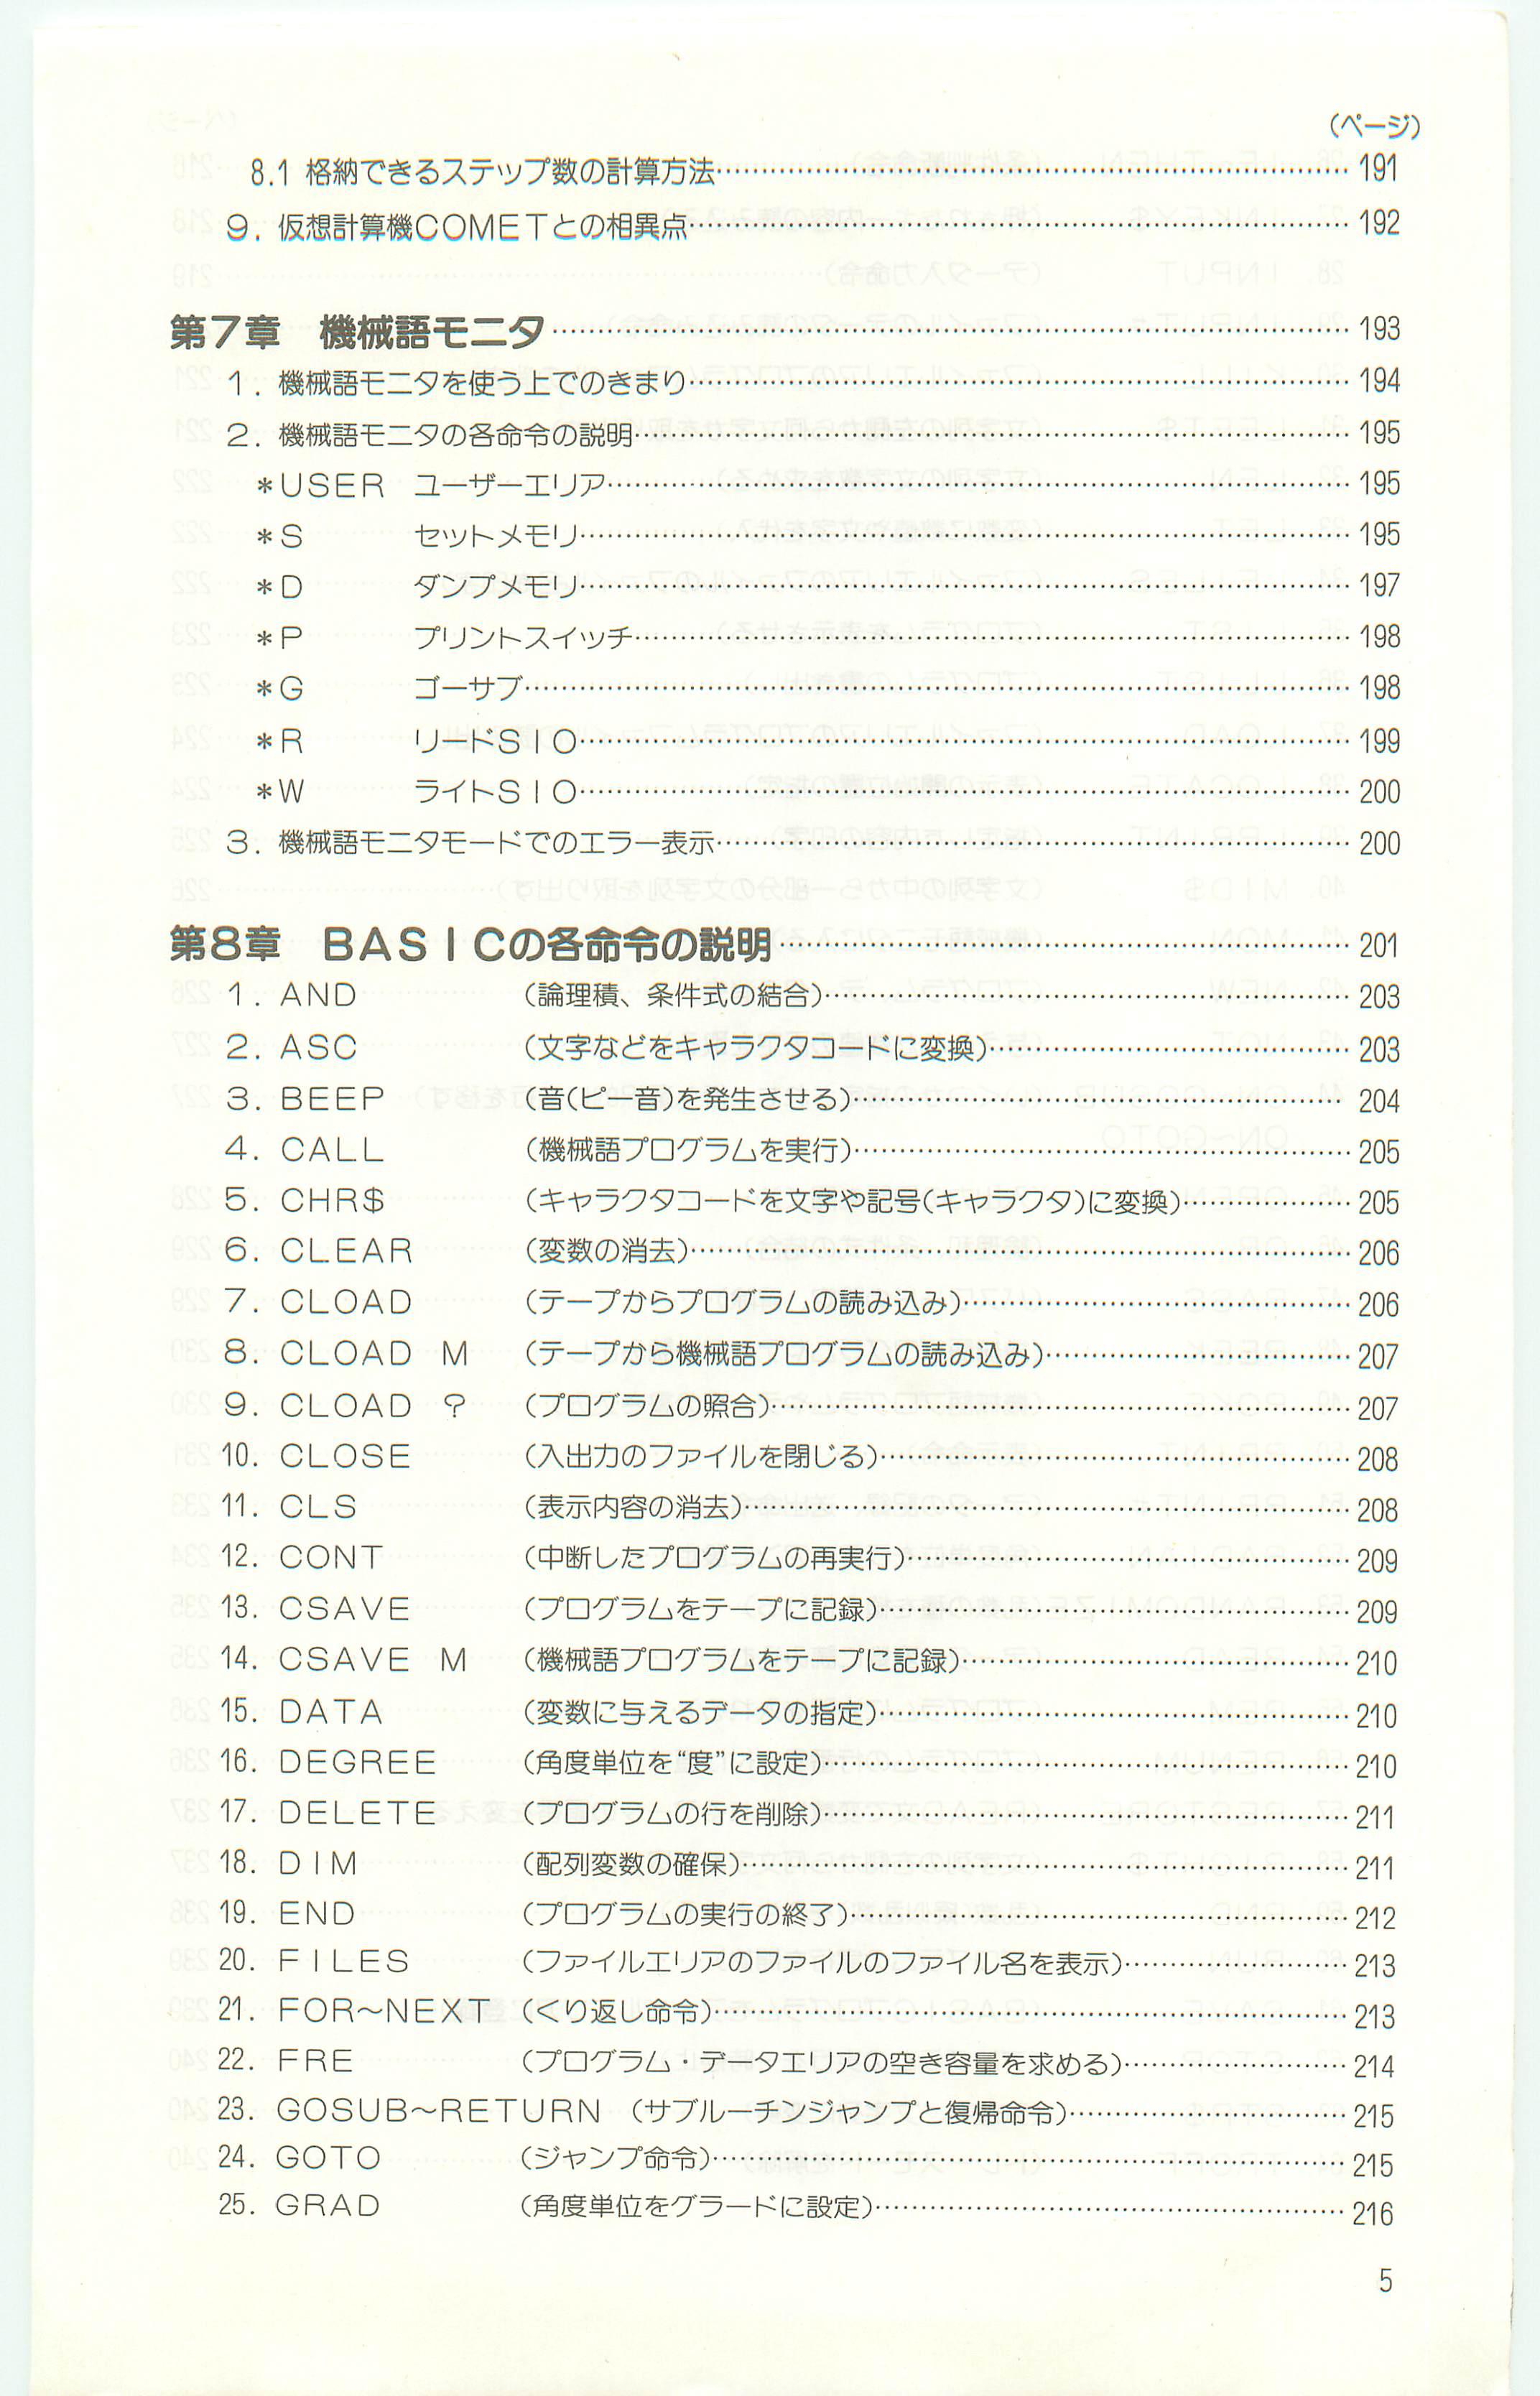 (ページ)
8.1 格納できるステップ数の計算方法 191
9. 仮想計算機COMETとの相異点 192
第7章 機械語モニタ 193
1. 機械語モニタを使う上でのきまり 194
2. 機械語モニタの各命令の説明 195
*USER ユーザーエリア 195
*S セットメモリ 195
*D ダンプメモリ 197
*P プリントスイッチ 198
*G ゴーサブ 198
*R リードSIO 199
*W ライトSIO 200
3. 機械語モニタモードでのエラー表示 200
第8章 BASICの各命令の説明 201
1. AND (論理積、条件式の結合) 203
2. ASC (文字などをキャラクタコードに変換) 203
3. BEEP (音(ピー音)を発生させる) 204
4. CALL (機械語プログラムを実行) 205
5. CHR$ (キャラクタコードを文字や記号(キャラクタ)に変換) 205
6. CLEAR (変数の消去) 206
7. CLOAD (テープからプログラムの読み込み) 206
8. CLOAD M (テープから機械語プログラムの読み込み) 207
9. CLOAD ? (プログラムの照合) 207
10. CLOSE (入出力のファイルを閉じる) 208
11. CLS (表示内容の消去) 208
12. CONT (中断したプログラムの再実行) 209
13. CSAVE (プログラムをテープに記録) 209
14. CSAVE M (機械語プログラムをテープに記録) 210
15. DATA (変数に与えるデータの指定) 210
16. DEGREE (角度単位を“度”に設定) 210
17. DELETE (プログラムの行を削除) 211
18. DIM (配列変数の確保) 211
19. END (プログラムの実行の終了) 212
20. FILES (ファイルエリアのファイルのファイル名を表示) 213
21. FOR〜NEXT (くり返し命令) 213
22. FRE (プログラム・データエリアの空き容量を求める) 214
23. GOSUB〜RETURN (サブルーチンジャンプと復帰命令) 215
24. GOTO (ジャンプ命令) 215
25. GRAD (角度単位をグラードに設定) 216
5